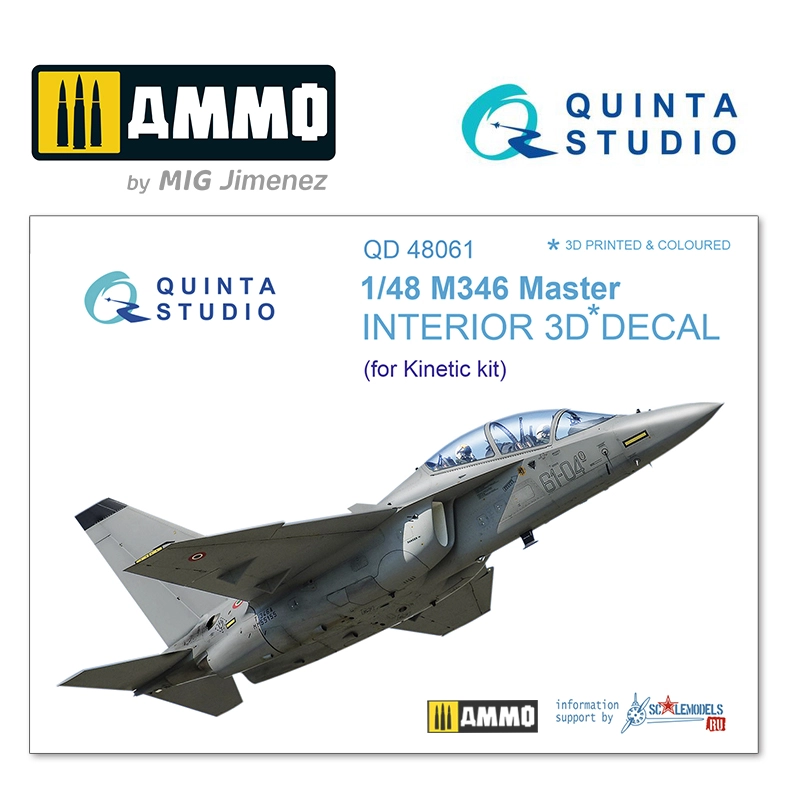 AMMO
by MIG Jimenez
QUINTA
STUDIO
QUINTA
STUDIO
QD 48061
* 3D PRINTED & COLOURED
1/48 M346 Master
INTERIOR 3D* DECAL
(for Kinetic kit)
61-04
AMMO
information
support by
SCALEMODELS
RU